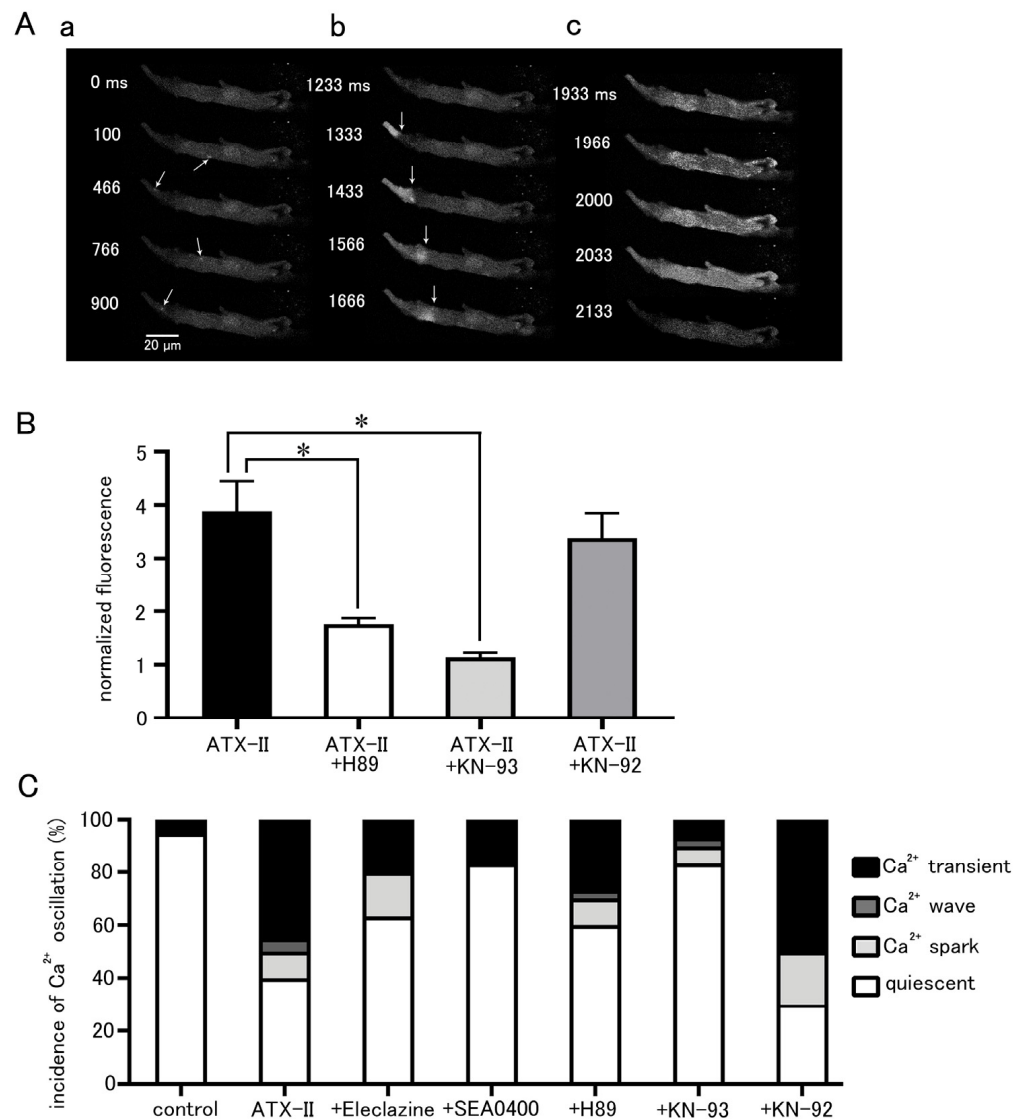 A
a
b
c
0 ms
100
466
766
900
20 μm
1233 ms
1333
1433
1566
1666
1933 ms
1966
2000
2033
2133
B
normalized fluorescence
5
4
3
2
1
0
*
*
ATX-II
ATX-II
+H89
ATX-II
+KN-93
ATX-II
+KN-92
C
incidence of Ca²⁺ oscillation (%)
100
80
60
40
20
0
control
ATX-II
+Eleclazine
+SEA0400
+H89
+KN-93
+KN-92
Ca²⁺ transient
Ca²⁺ wave
Ca²⁺ spark
quiescent